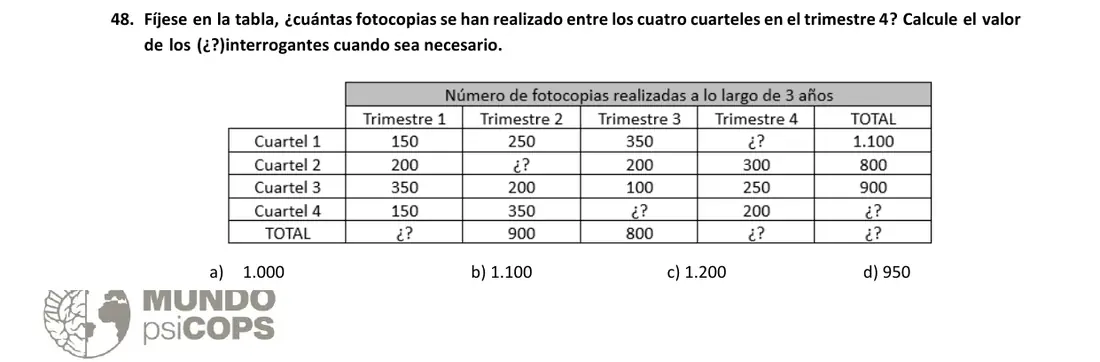 48. Fíjese en la tabla, ¿cuántas fotocopias se han realizado entre los cuatro cuarteles en el trimestre 4? Calcule el valor
de los (¿?)interrogantes cuando sea necesario.
Número de fotocopias realizadas a lo largo de 3 años
Trimestre 1 Trimestre 2 Trimestre 3 Trimestre 4 TOTAL
Cuartel 1 150 250 350 ¿? 1.100
Cuartel 2 200 ¿? 200 300 800
Cuartel 3 350 200 100 250 900
Cuartel 4 150 350 ¿? 200 ¿?
TOTAL ¿? 900 800 ¿? ¿?
a) 1.000 b) 1.100 c) 1.200 d) 950
MUNDO
psiCOPS